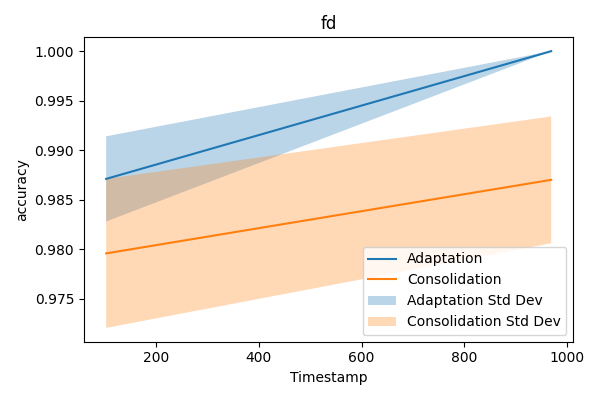 fd
1.000
0.995
0.990
0.985
0.980
0.975
accuracy
Adaptation
Consolidation
Adaptation Std Dev
Consolidation Std Dev
200
400
600
800
1000
Timestamp